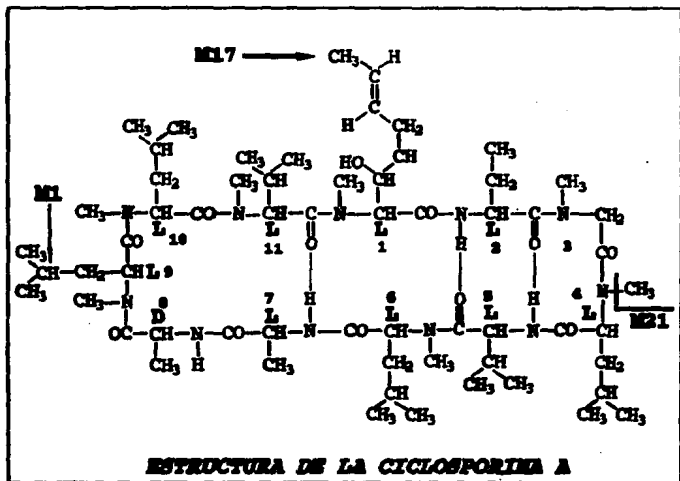 M17
CH₃ H
C
C
H CH₂
CH₃ CH₃ CH
CH CH₃ CH₃ HO CH₃
CH₂ CH₃ CH CH₃ CH CH₂ CH₃
M1
CH₃ N CH CO N CH C N CH CO N CH C N CH₂
L 10 L 11 O L 1 H L 2 O 3
CO CO
CH₃ CH CH₂ CH L 9
CH₃
CH₃ N 8 7 H 6 O 5 H 4 N CH₃
D L L L L M21
OC CH N CO CH N CO CH N C CH N CO CH
CH₃ H CH₃ CH₂ CH₃ CH CH₂
CH CH₃ CH₃ CH
CH₃ CH₃ CH₃ CH₃
ESTRUCTURA DE LA CICLOSPORINA A